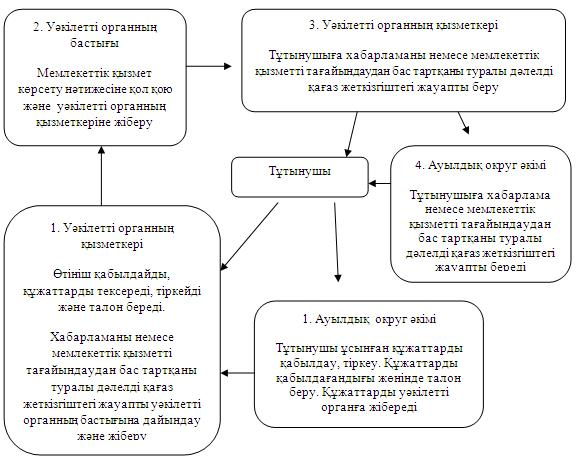 2. Уәкілетті органның
бастығы
Мемлекеттік қызмет
көрсету нәтижесіне қол қою
және уәкілетті органның
қызметкеріне жіберу
3. Уәкілетті органның қызметкері
Тұтынушыға хабарламаны немесе мемлекеттік
қызметті тағайындаудан бас тартқаны туралы дәлелді
қағаз жеткізгіштегі жауапты беру
Тұтынушы
4. Ауылдық округ әкімі
Тұтынушыға хабарлама
немесе мемлекеттік
қызметті тағайындаудан
бас тартқаны туралы
дәлелді қағаз жеткізгіштегі
жауапты береді
1. Уәкілетті органның
қызметкері
Өтініш қабылдайды,
құжаттарды тексереді, тіркейді
және талон береді.
Хабарламаны немесе
мемлекеттік қызметті
тағайындаудан бас тартқаны
туралы дәлелді қағаз
жеткізгіштегі жауапты уәкілетті
органның бастығына дайындау
және жіберу
1. Ауылдық округ әкімі
Тұтынушы ұсынған құжаттарды
қабылдау, тіркеу. Құжаттарды
қабылдағандығы жөнінде талон
беру. Құжаттарды уәкілетті
органға жібереді